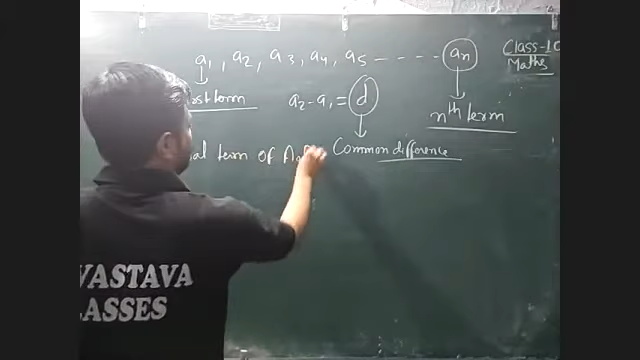 a1, a2, a3, a4, a5 - - - - - an
Class-10
Maths
term
a2 - a1 = d
nth term
term of A.P
Common difference
VASTAVA
LASSES